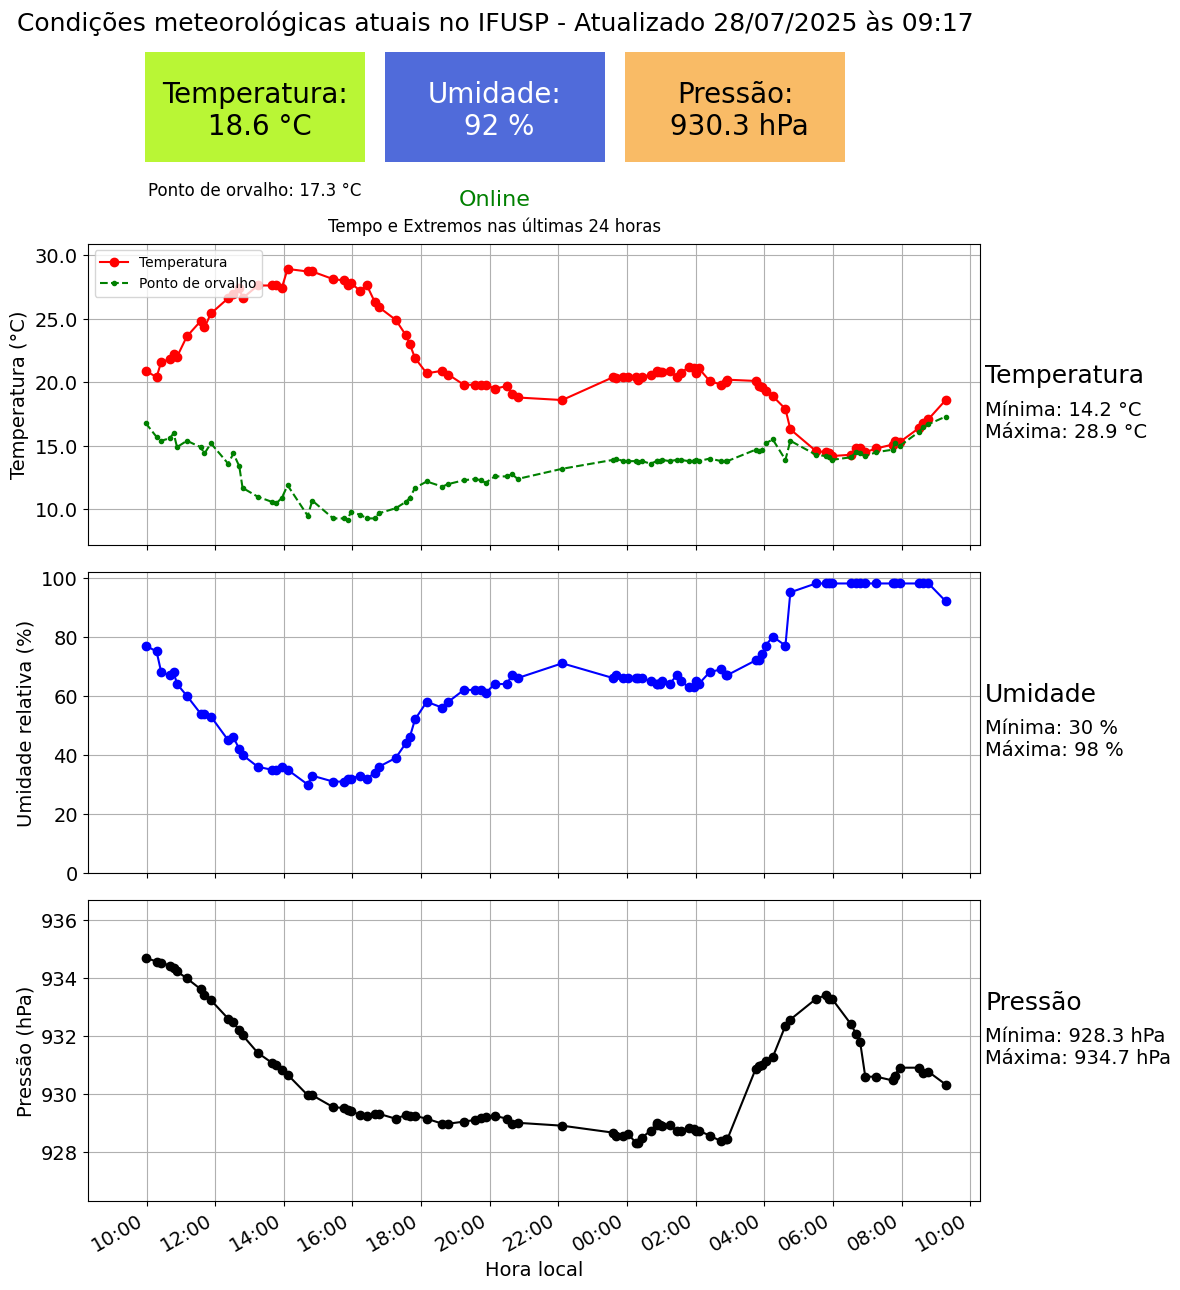 Condições meteorológicas atuais no IFUSP - Atualizado 28/07/2025 às 09:17
Temperatura:
18.6 °C
Umidade:
92 %
Pressão:
930.3 hPa
Ponto de orvalho: 17.3 °C
Online
Tempo e Extremos nas últimas 24 horas
Temperatura (°C)
30.0
25.0
20.0
15.0
10.0
Temperatura
Ponto de orvalho
Temperatura
Mínima: 14.2 °C
Máxima: 28.9 °C
Umidade relativa (%)
100
80
60
40
20
0
Umidade
Mínima: 30 %
Máxima: 98 %
Pressão (hPa)
936
934
932
930
928
Pressão
Mínima: 928.3 hPa
Máxima: 934.7 hPa
10:00 12:00 14:00 16:00 18:00 20:00 22:00 00:00 02:00 04:00 06:00 08:00 10:00
Hora local